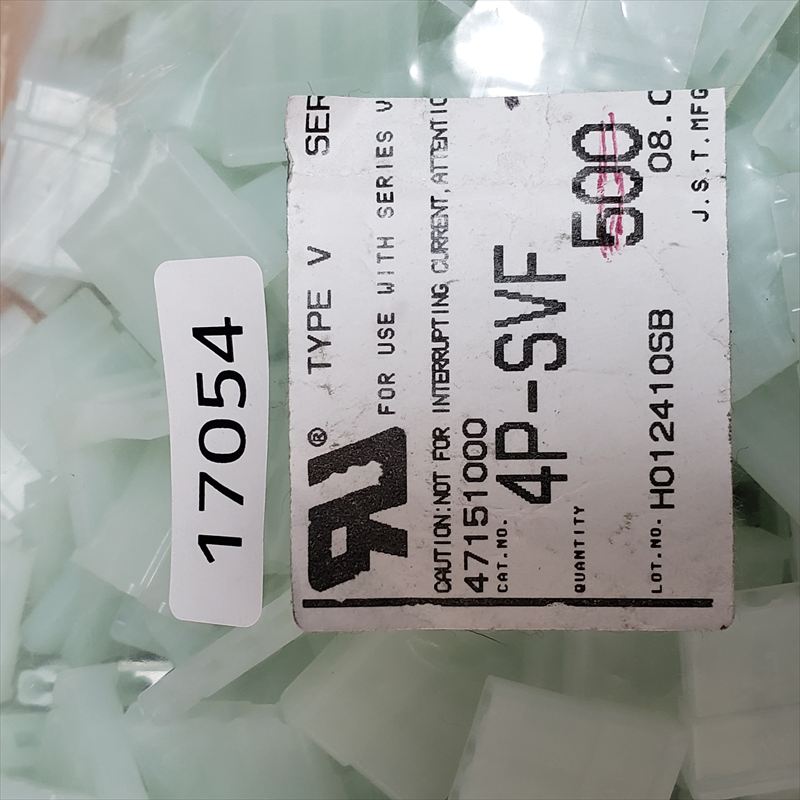 17054
TYPE V SER
FOR USE WITH SERIES V
CAUTION:NOT FOR INTERRUPTING CURRENT, ATTENTIO
47151000
CAT.NO. 4P-SVF
QUANTITY 500
08.
LOT.NO. H012410SB
J.S.T.MFG